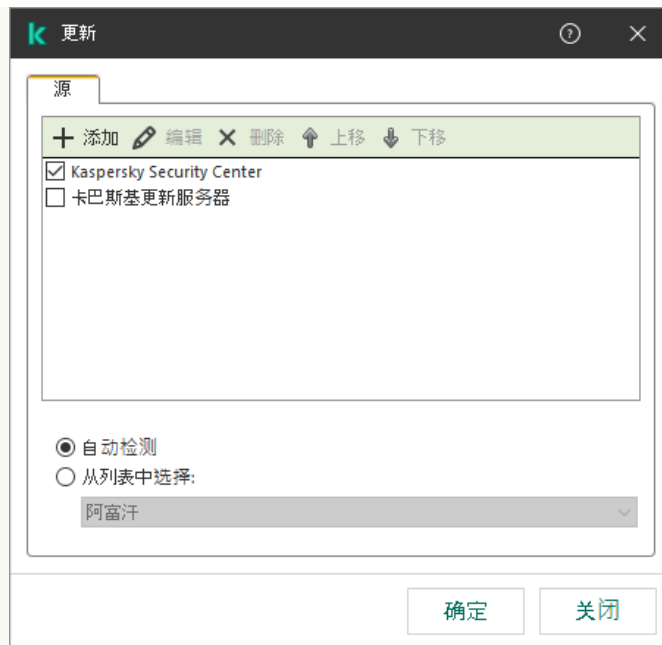 更新
源
添加 编辑 删除 上移 下移
Kaspersky Security Center
卡巴斯基更新服务器
自动检测
从列表中选择:
阿富汗
确定 关闭